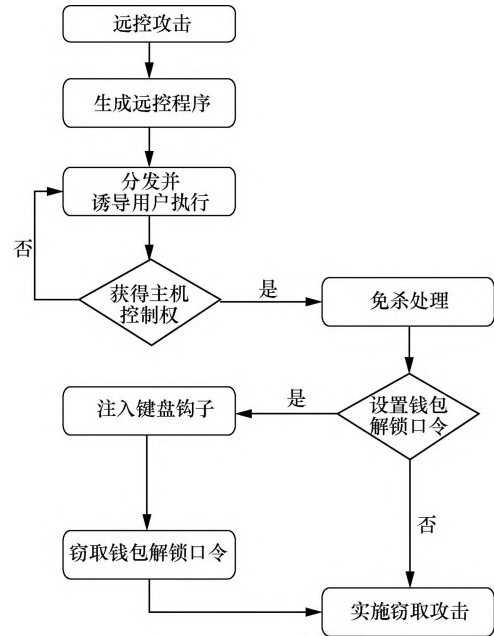 远控攻击
生成远控程序
分发并
诱导用户执行
否
获得主机
控制权
是
免杀处理
设置钱包
解锁口令
是
注入键盘钩子
否
窃取钱包解锁口令
实施窃取攻击